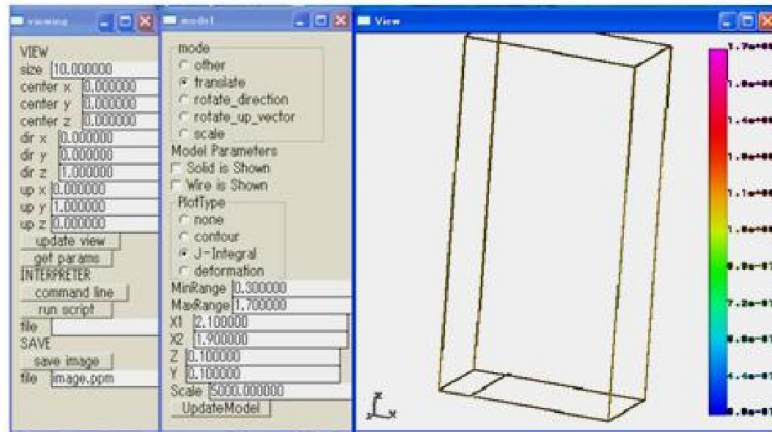 viewing
VIEW
size 10.000000
center x 0.000000
center y 0.000000
center z 0.000000
dir x 0.000000
dir y 0.000000
dir z 1.000000
up x 0.000000
up y 1.000000
up z 0.000000
update view
get params
INTERPRETER
command line
run script
file
SAVE
save image
file image.ppm
model
mode
other
translate
rotate_direction
rotate_up_vector
scale
Model Parameters
Solid is Shown
Wire is Shown
PlotType
none
contour
J-Integral
deformation
MinRange 0.300000
MaxRange 1.700000
X1 2.100000
X2 1.900000
Z 0.100000
Y 0.100000
Scale 5000.000000
UpdateModel
View
z
x